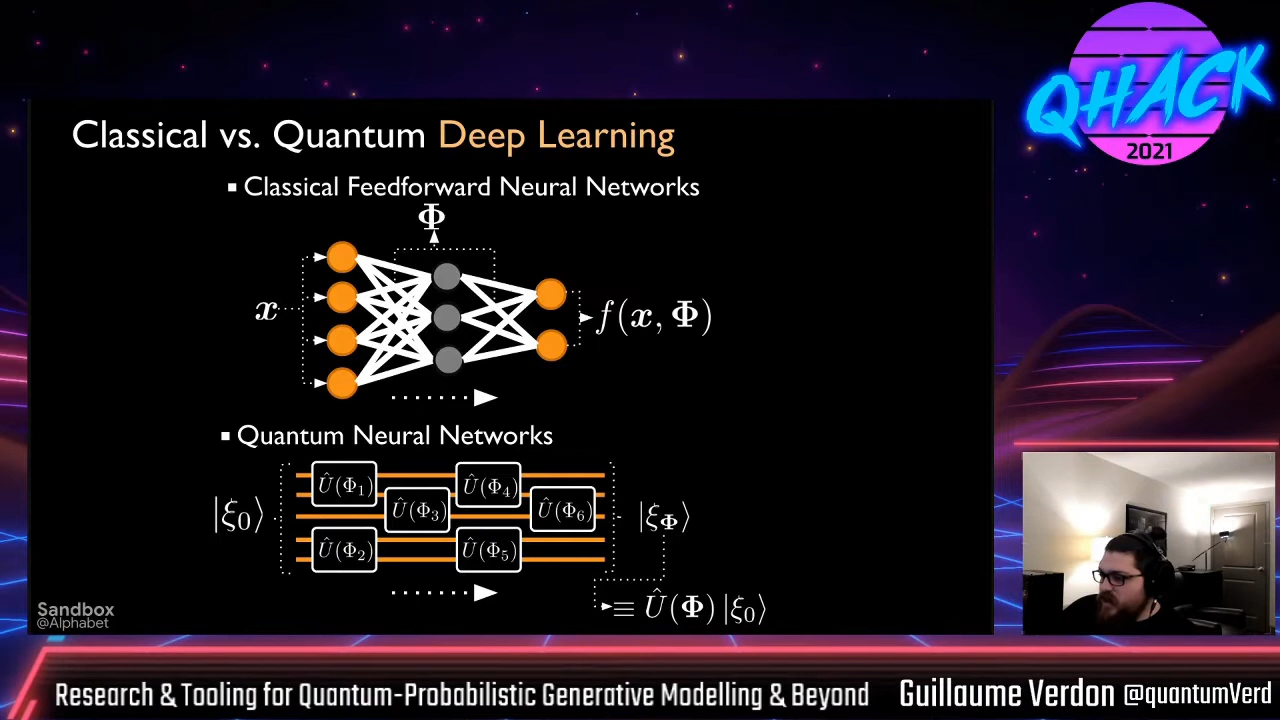 QHACK
2021
Classical vs. Quantum Deep Learning
▪ Classical Feedforward Neural Networks
Φ
x
f(x, Φ)
▪ Quantum Neural Networks
|ξ₀⟩
Û(Φ₁)
Û(Φ₂)
Û(Φ₃)
Û(Φ₄)
Û(Φ₅)
Û(Φ₆)
|ξ_Φ⟩
≡ Û(Φ) |ξ₀⟩
Sandbox
@Alphabet
Research & Tooling for Quantum-Probabilistic Generative Modelling & Beyond
Guillaume Verdon @quantumVerd